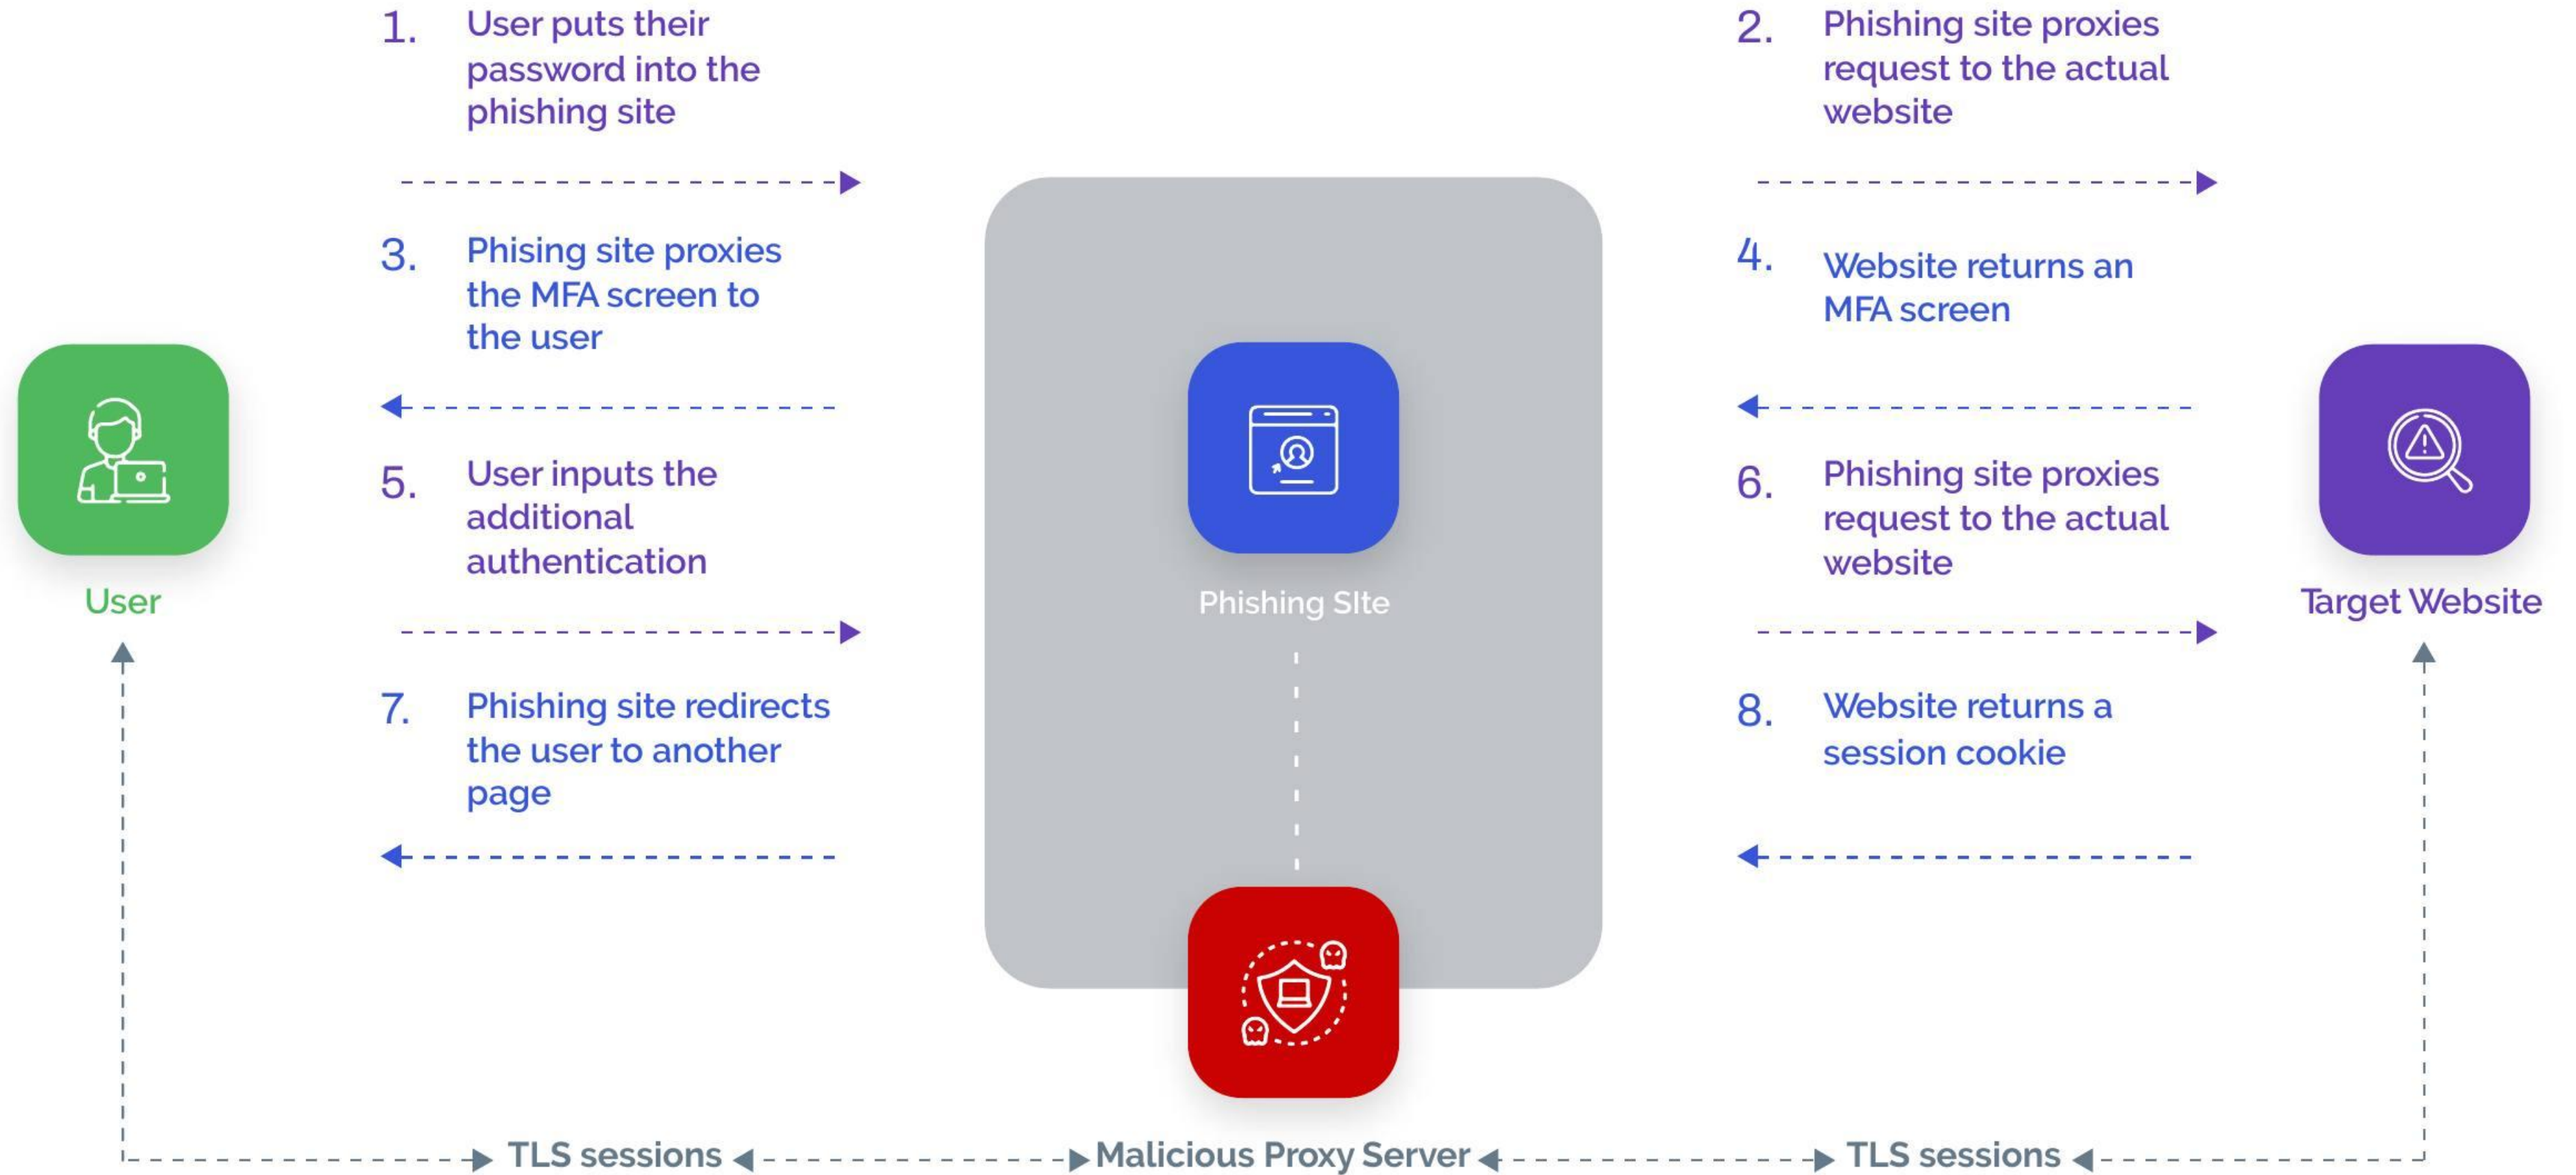 1. User puts their
password into the
phishing site
2. Phishing site proxies
request to the actual
website
3. Phising site proxies
the MFA screen to
the user
4. Website returns an
MFA screen
5. User inputs the
additional
authentication
6. Phishing site proxies
request to the actual
website
User
Phishing SIte
Target Website
7. Phishing site redirects
the user to another
page
8. Website returns a
session cookie
TLS sessions
Malicious Proxy Server
TLS sessions